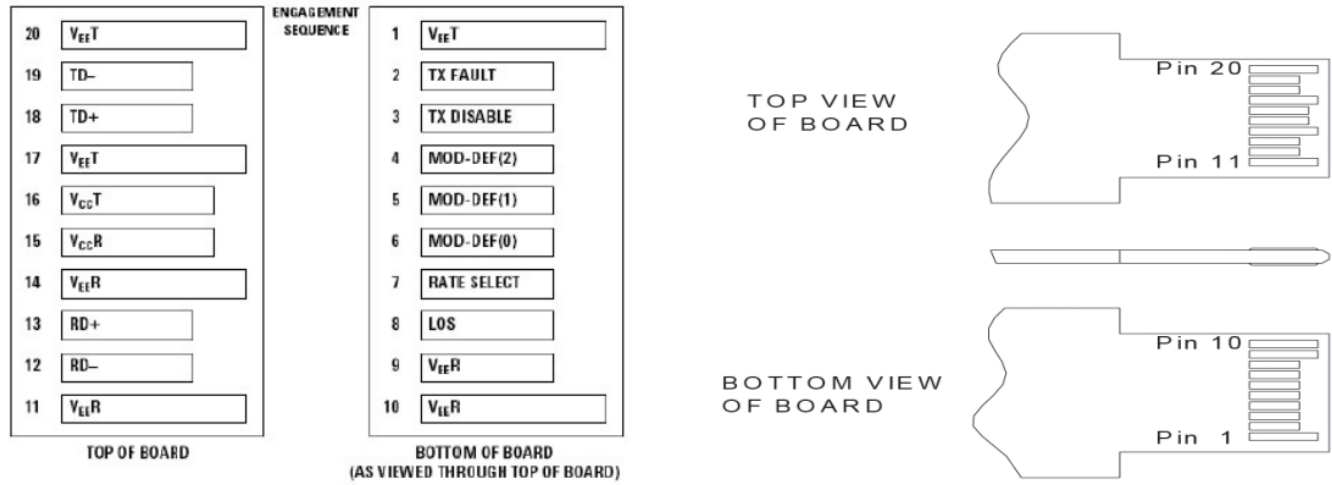 ENGAGEMENT
SEQUENCE
20 VEET
19 TD–
18 TD+
17 VEET
16 VCCT
15 VCCR
14 VEER
13 RD+
12 RD–
11 VEER
TOP OF BOARD
1 VEET
2 TX FAULT
3 TX DISABLE
4 MOD-DEF(2)
5 MOD-DEF(1)
6 MOD-DEF(0)
7 RATE SELECT
8 LOS
9 VEER
10 VEER
BOTTOM OF BOARD
(AS VIEWED THROUGH TOP OF BOARD)
TOP VIEW
OF BOARD
Pin 20
Pin 11
BOTTOM VIEW
OF BOARD
Pin 10
Pin 1